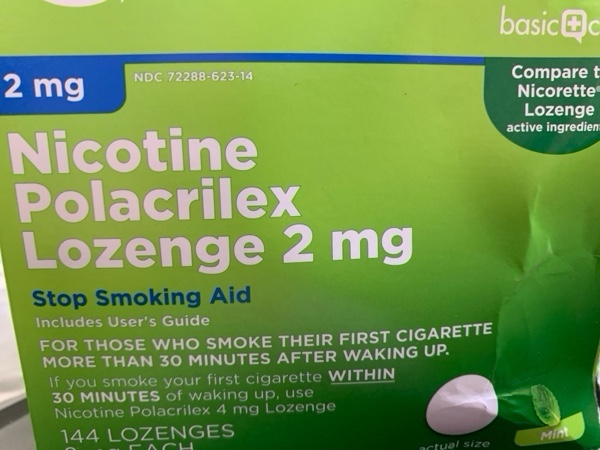 basic c
2 mg
NDC 72288-623-14
Compare t
Nicorette®
Lozenge
active ingredien
Nicotine
Polacrilex
Lozenge 2 mg
Stop Smoking Aid
Includes User's Guide
FOR THOSE WHO SMOKE THEIR FIRST CIGARETTE
MORE THAN 30 MINUTES AFTER WAKING UP.
If you smoke your first cigarette WITHIN
30 MINUTES of waking up, use
Nicotine Polacrilex 4 mg Lozenge
144 LOZENGES
EACH
actual size
Mint